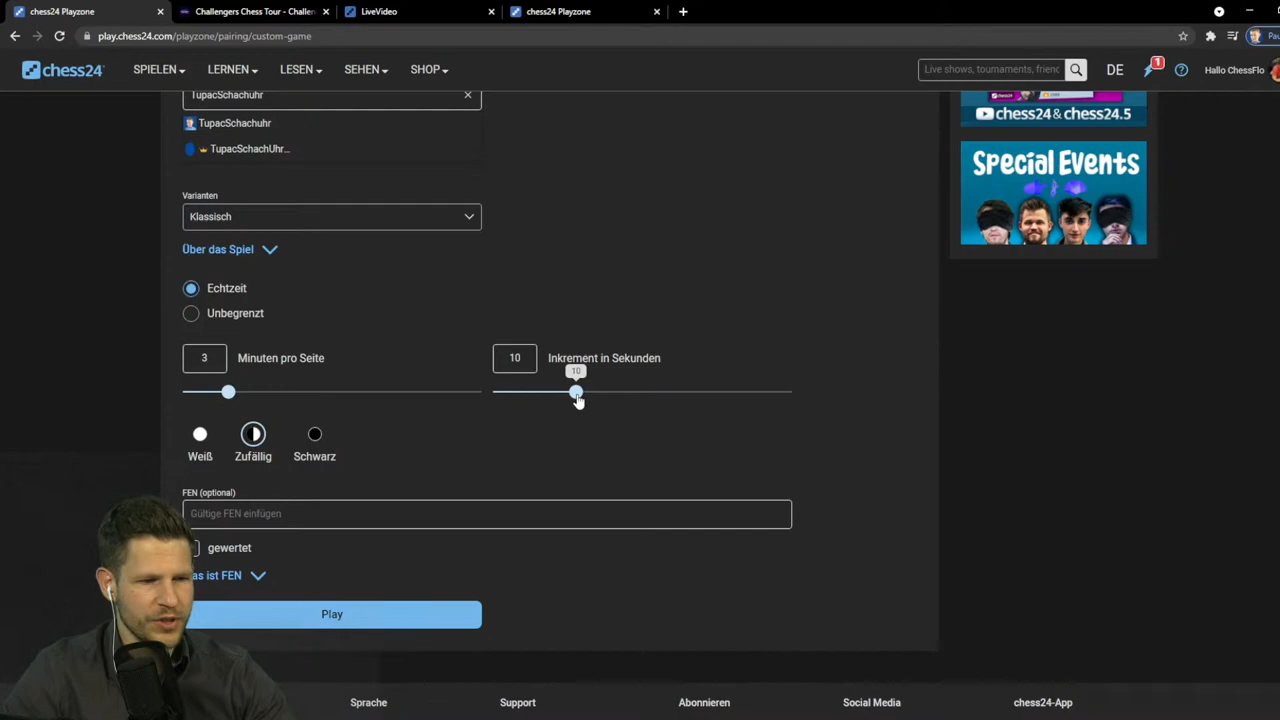 chess24 Playzone
Challengers Chess Tour - Challen
LiveVideo
chess24 Playzone
play.chess24.com/playzone/pairing/custom-game
chess24 SPIELEN LERNEN LESEN SEHEN SHOP Live shows, tournaments, friend DE 1 Hallo ChessFlo
TupacSchachuhr
TupacSchachuhr
TupacSchachUhr...
chess24 & chess24.5
Special Events
Varianten
Klassisch
Über das Spiel
Echtzeit
Unbegrenzt
3 Minuten pro Seite 10 Inkrement in Sekunden
10
Weiß Zufällig Schwarz
FEN (optional)
Gültige FEN einfügen
gewertet
as ist FEN
Play
Sprache Support Abonnieren Social Media chess24-App